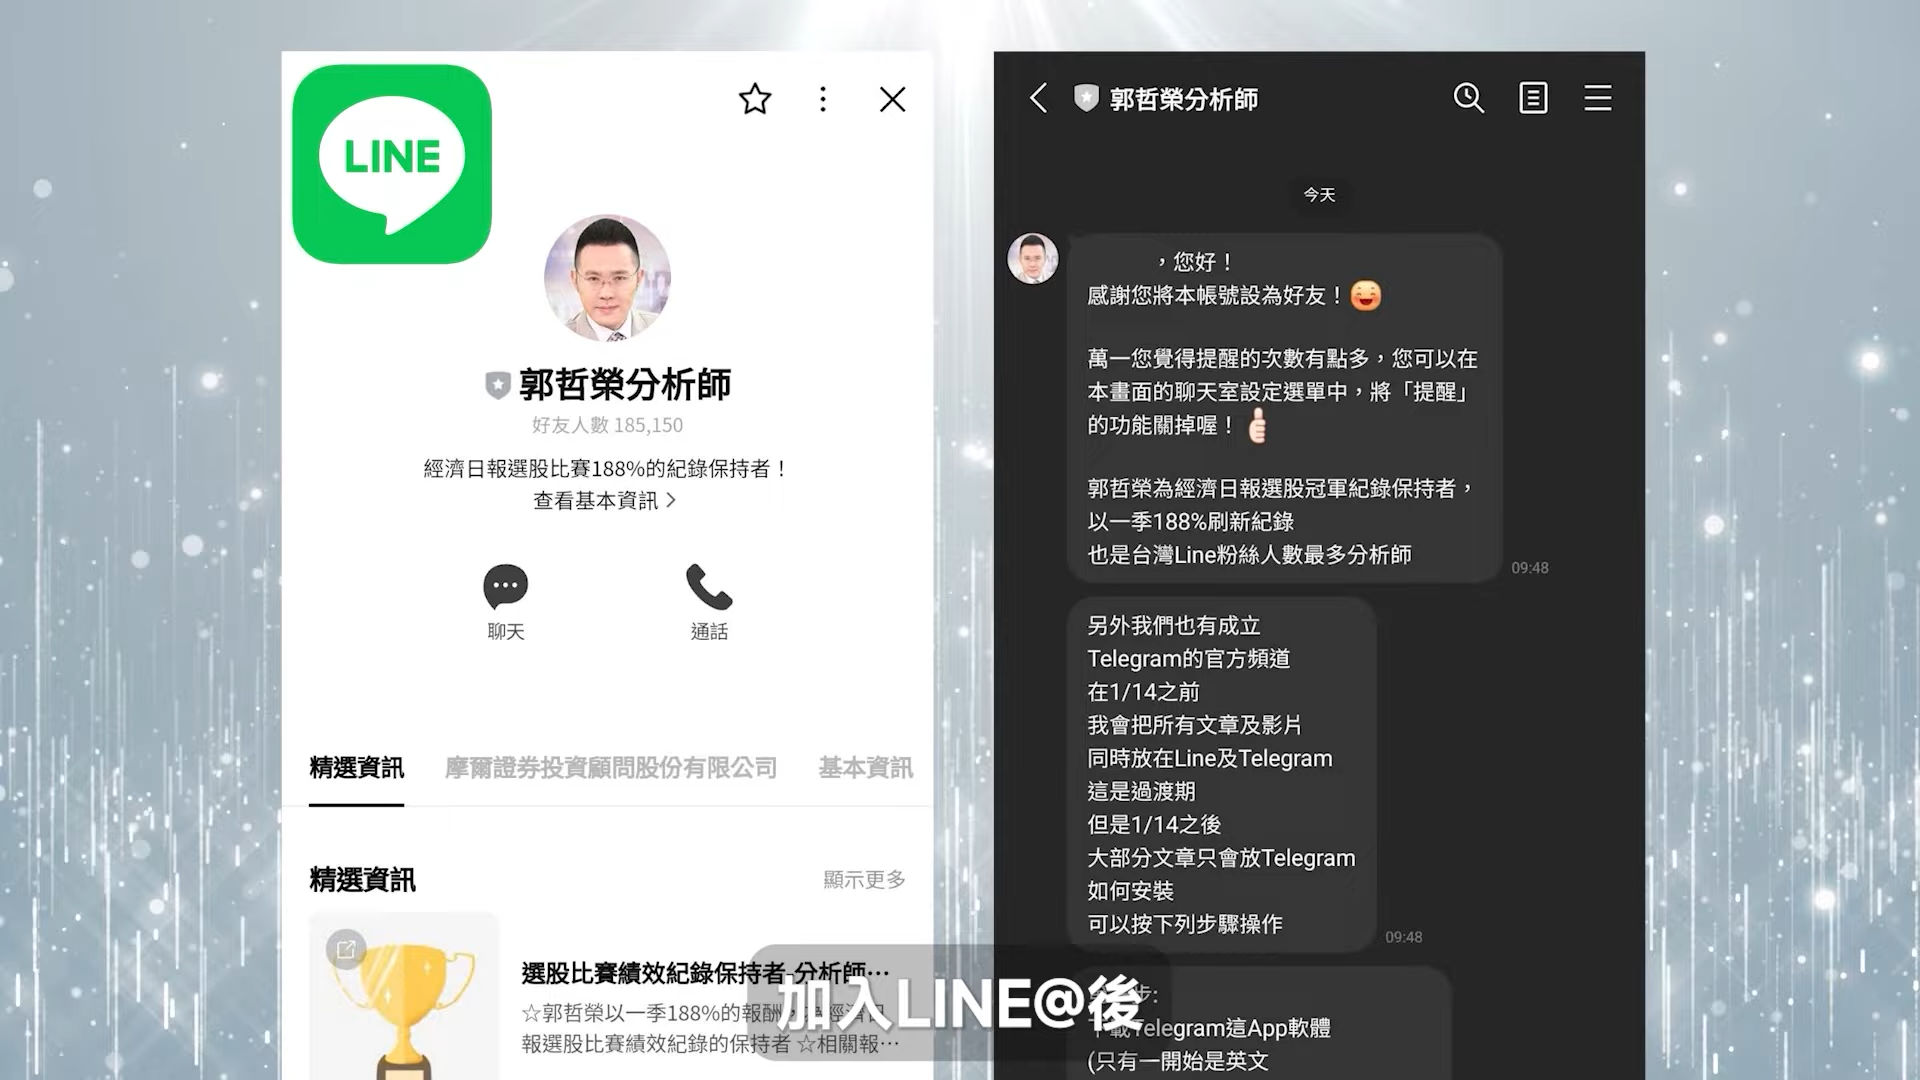 LINE
郭哲榮分析師
好友人數 185,150
經濟日報選股比賽188%的紀錄保持者！
查看基本資訊 >
聊天
通話
精選資訊
摩爾證券投資顧問股份有限公司
基本資訊
精選資訊
顯示更多
選股比賽績效紀錄保持者-分析師…
☆郭哲榮以一季188%的報酬
報選股比賽績效紀錄的保持者 ☆相關報…
郭哲榮分析師
今天
，您好！
感謝您將本帳號設為好友！
萬一您覺得提醒的次數有點多，您可以在
本畫面的聊天室設定選單中，將「提醒」
的功能關掉喔！
郭哲榮為經濟日報選股冠軍紀錄保持者，
以一季188%刷新紀錄
也是台灣Line粉絲人數最多分析師
09:48
另外我們也有成立
Telegram的官方頻道
在1/14之前
我會把所有文章及影片
同時放在Line及Telegram
這是過渡期
但是1/14之後
大部分文章只會放Telegram
如何安裝
可以按下列步驟操作
09:48
步:
載Telegram這App軟體
(只有一開始是英文
加入LINE@後